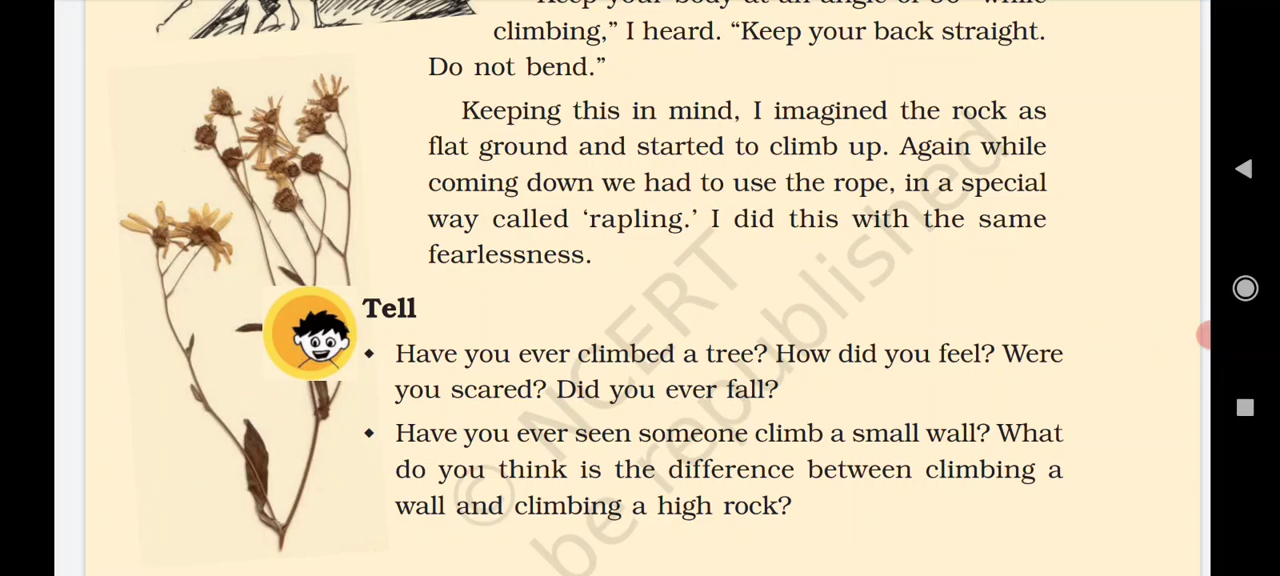 climbing,” I heard. “Keep your back straight.
Do not bend.”
Keeping this in mind, I imagined the rock as
flat ground and started to climb up. Again while
coming down we had to use the rope, in a special
way called ‘rapling.’ I did this with the same
fearlessness.
Tell
• Have you ever climbed a tree? How did you feel? Were
you scared? Did you ever fall?
• Have you ever seen someone climb a small wall? What
do you think is the difference between climbing a
wall and climbing a high rock?
© NCERT
be republished